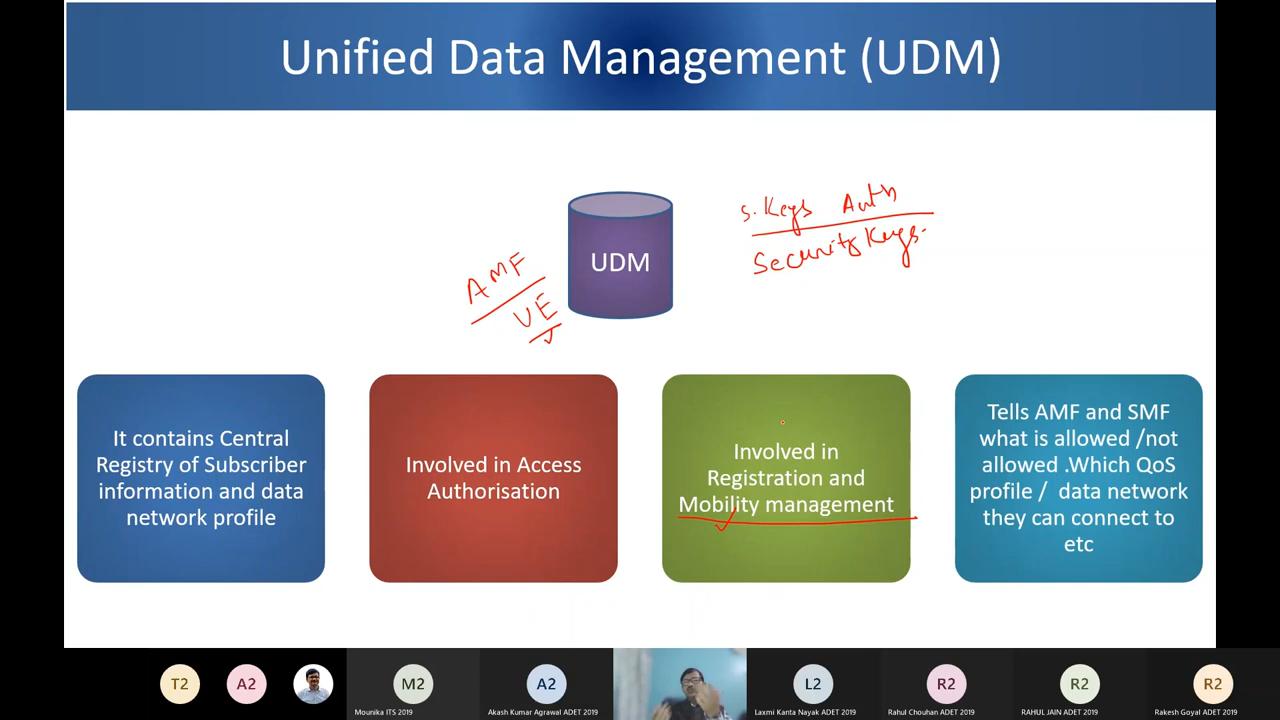 Unified Data Management (UDM)
S. Keys Auth
Security Keys.
AMF
UE
UDM
It contains Central
Registry of Subscriber
information and data
network profile
Involved in Access
Authorisation
Involved in
Registration and
Mobility management
Tells AMF and SMF
what is allowed /not
allowed .Which QoS
profile / data network
they can connect to
etc
T2
A2
M2
A2
L2
R2
R2
R2
Mounika ITS 2019
Akash Kumar Agrawal ADET 2019
Laxmi Kanta Nayak ADET 2019
Rahul Chouhan ADET 2019
RAHUL JAIN ADET 2019
Rakesh Goyal ADET 2019